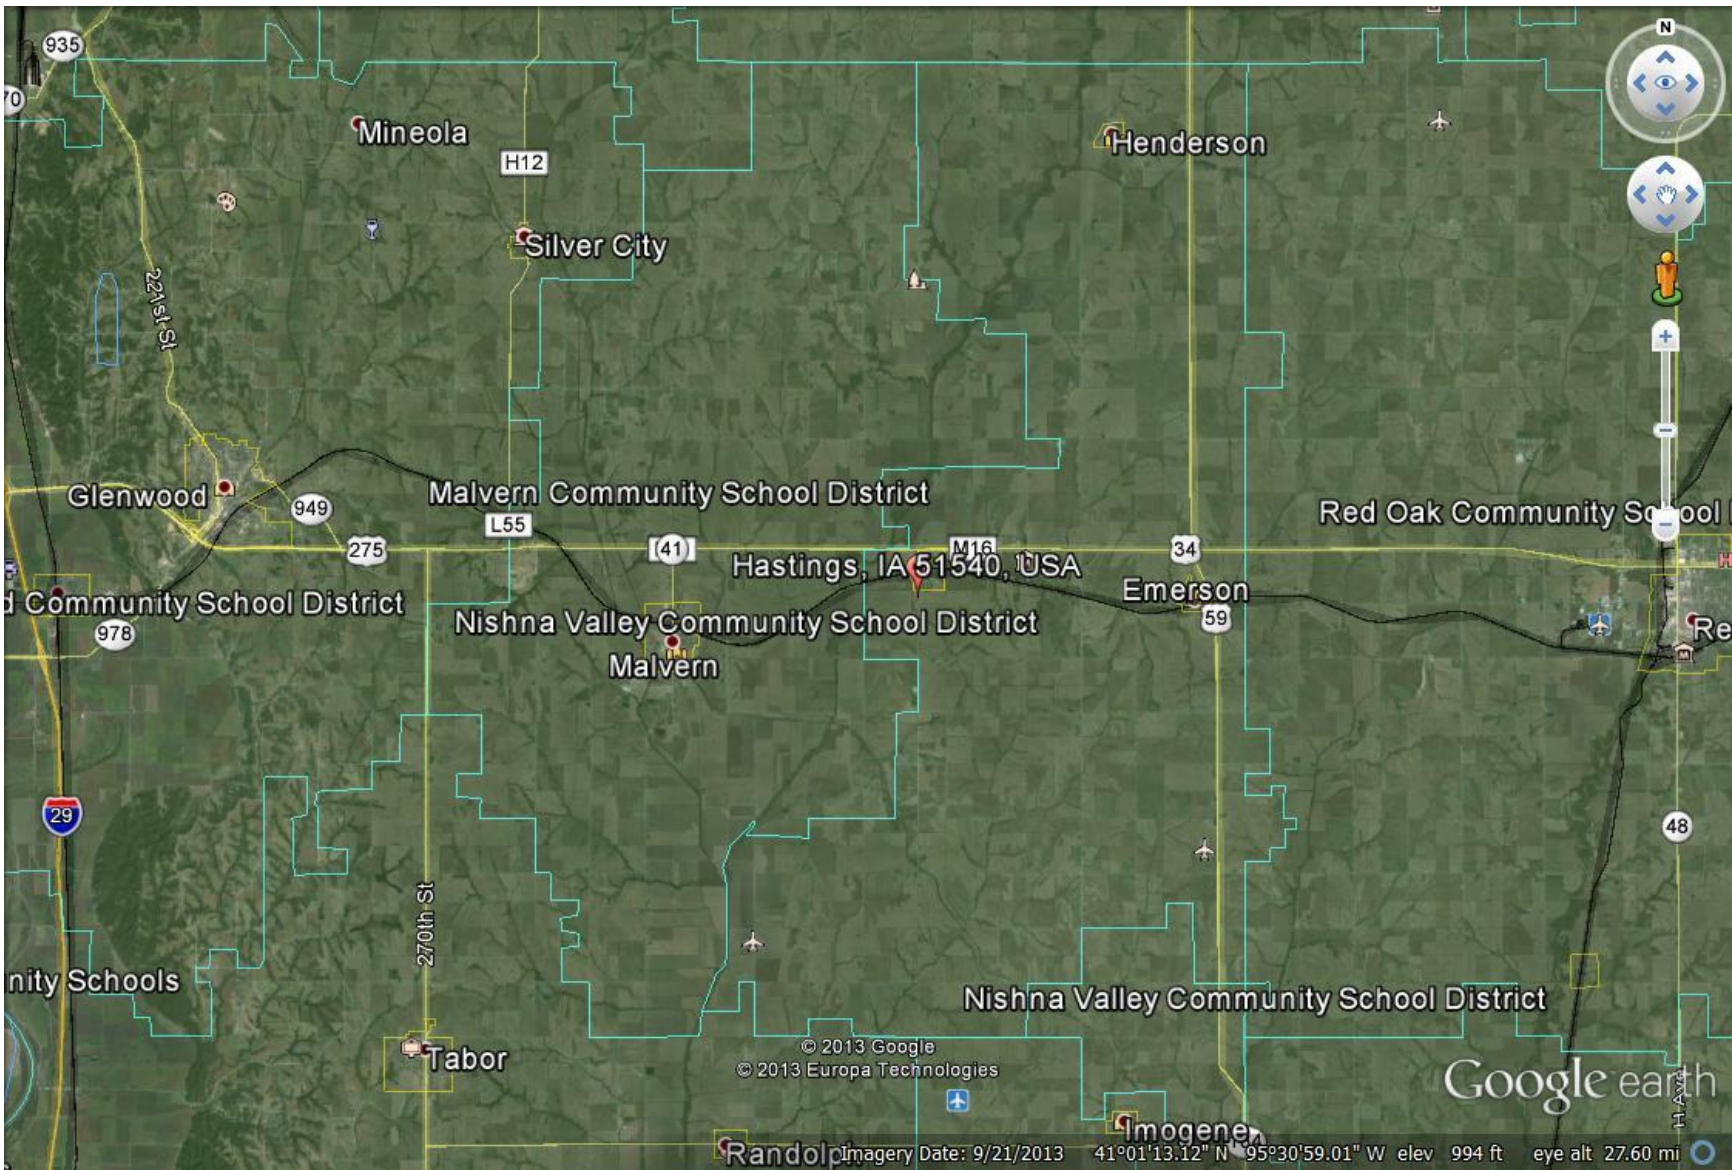 N
935
70
Mineola
Henderson
H12
Silver City
221st St
Glenwood
949
Malvern Community School District
L55
Red Oak Community School
275
41
M16
34
Hastings, IA 51540, USA
H
Emerson
d Community School District
59
978
Nishna Valley Community School District
Re
M
Malvern
29
48
270th St
nity Schools
Nishna Valley Community School District
Tabor
© 2013 Google
© 2013 Europa Technologies
Google earth
H Ave
Imogene
Randolph
Imagery Date: 9/21/2013 41°01'13.12" N 95°30'59.01" W elev 994 ft eye alt 27.60 mi